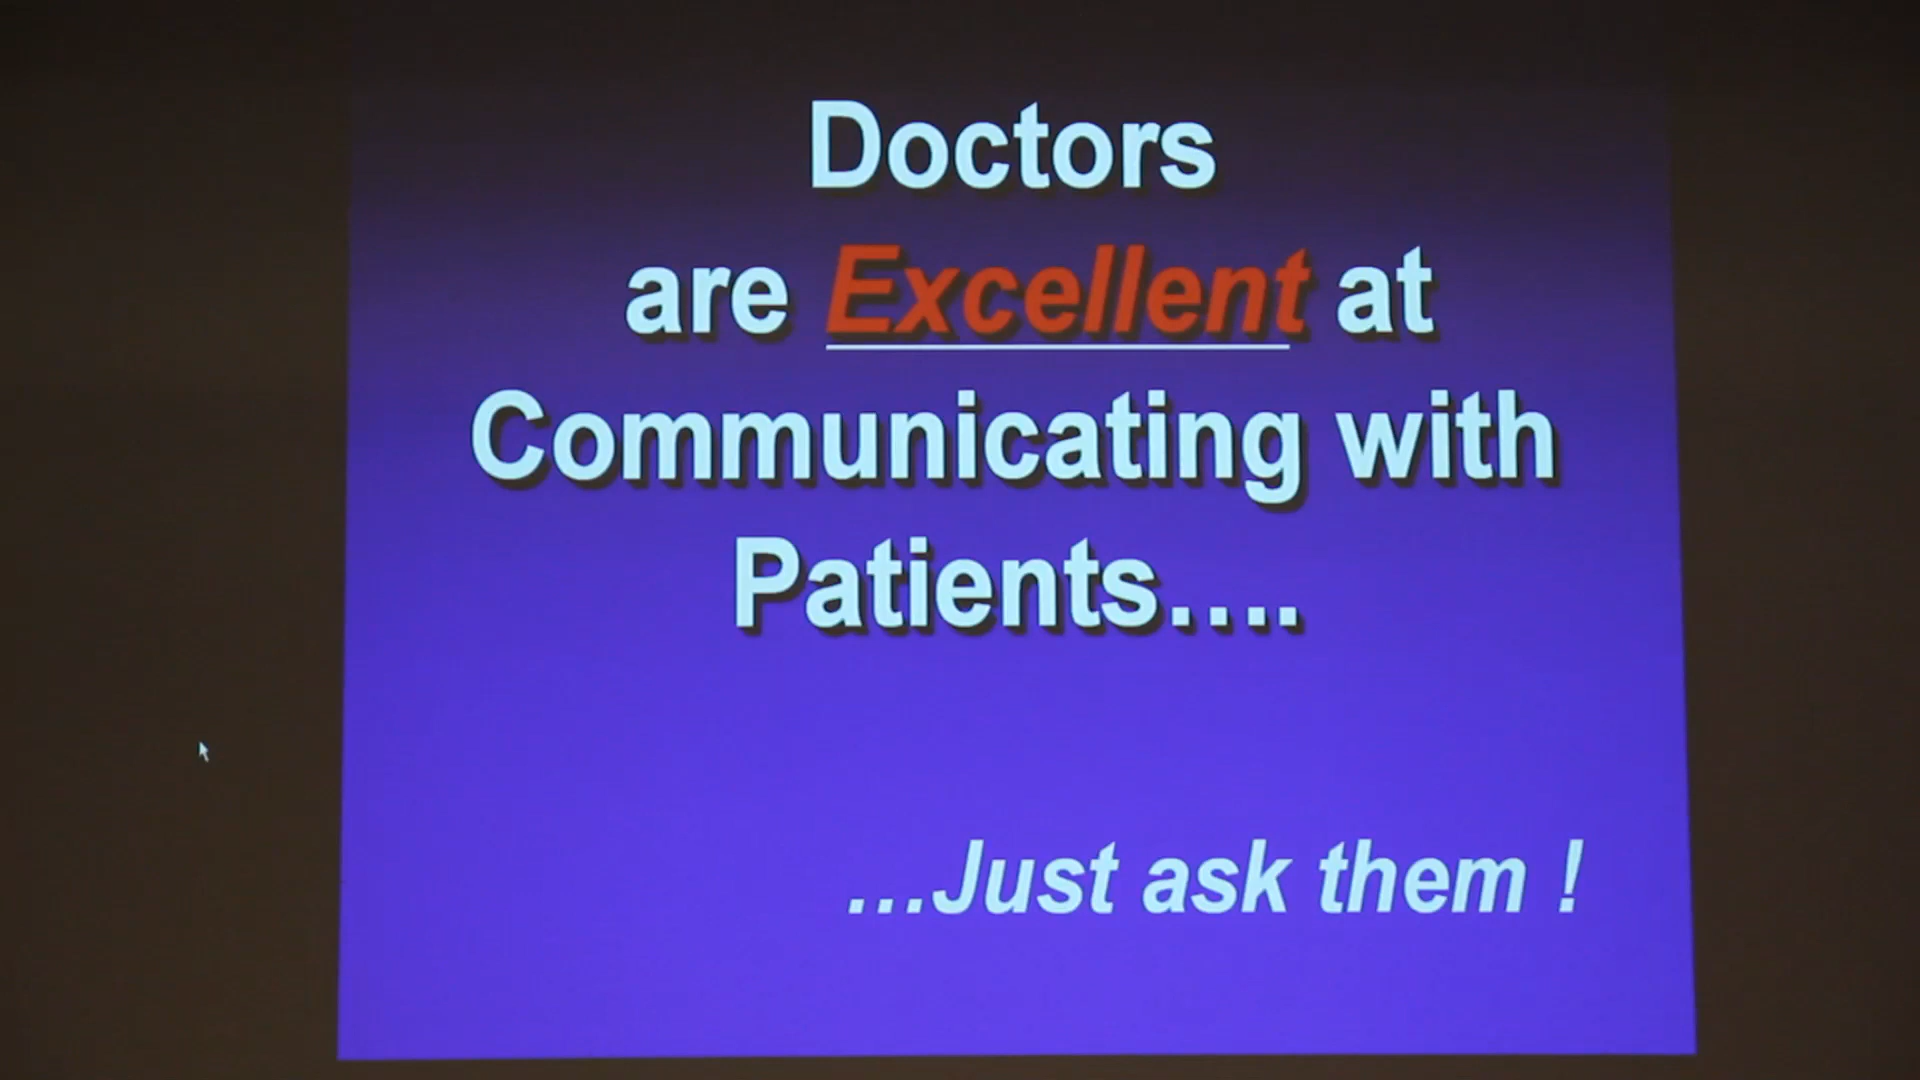 Doctors
are Excellent at
Communicating with
Patients....
...Just ask them !